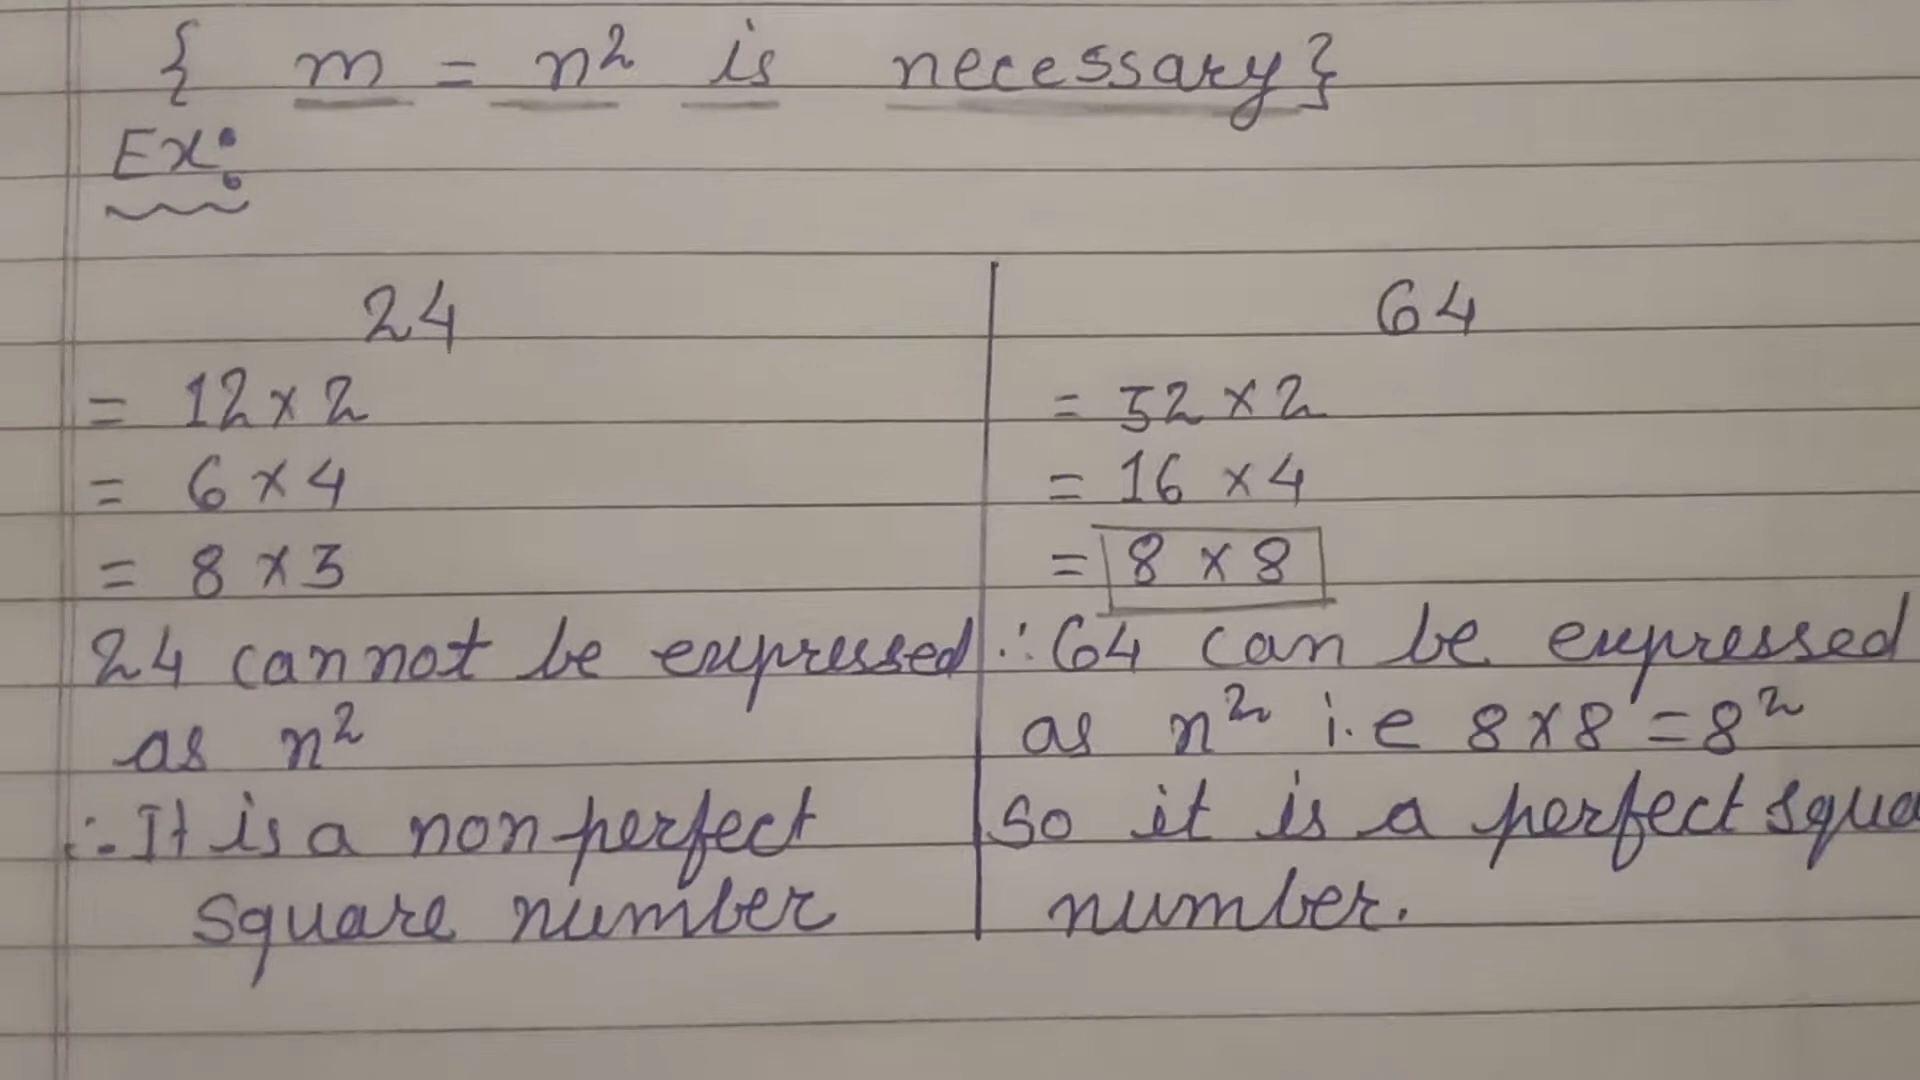 { m = n² is necessary}
Ex:
24
= 12 × 2
= 6 × 4
= 8 × 3
24 cannot be expressed
as n²
∴ It is a non perfect
square number
64
= 32 × 2
= 16 × 4
= 8 × 8
∴ 64 can be expressed
as n² i.e 8×8 = 8²
So it is a perfect squa
number.